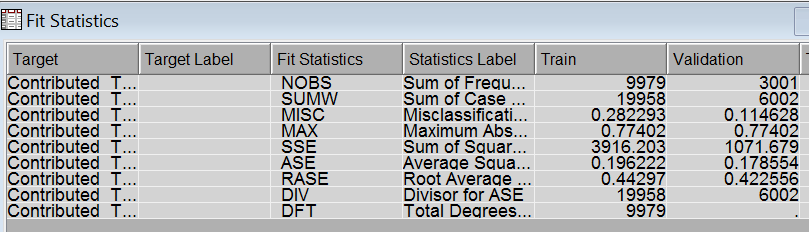 Fit Statistics
Target Target Label Fit Statistics Statistics Label Train Validation
Contributed T... NOBS Sum of Frequ... 9979 3001
Contributed T... SUMW Sum of Case ... 19958 6002
Contributed T... MISC Misclassificati... 0.282293 0.114628
Contributed T... MAX Maximum Abs... 0.77402 0.77402
Contributed T... SSE Sum of Squar... 3916.203 1071.679
Contributed T... ASE Average Squa... 0.196222 0.178554
Contributed T... RASE Root Average ... 0.44297 0.422556
Contributed T... DIV Divisor for ASE 19958 6002
Contributed T... DFT Total Degrees... 9979 .